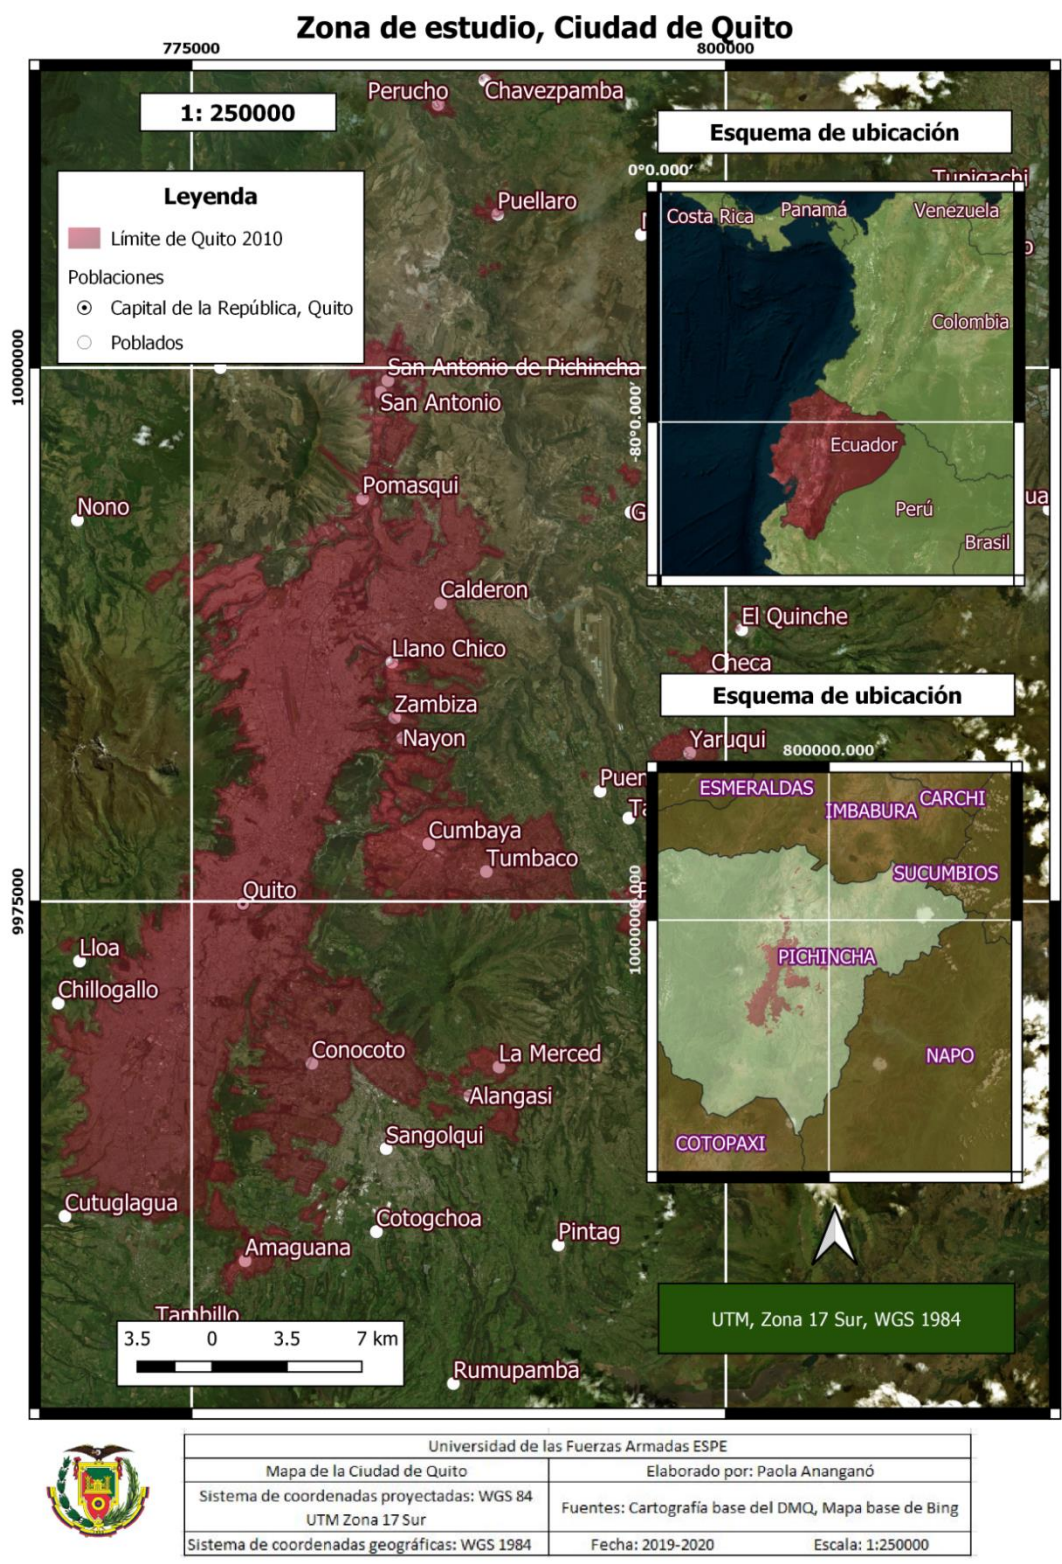 Zona de estudio, Ciudad de Quito
775000
800000
Perucho
Chavezpamba
1: 250000
Esquema de ubicación
0°0.000'
Tupigachi
Leyenda
Límite de Quito 2010
Poblaciones
Capital de la República, Quito
Poblados
Puellaro
Costa Rica
Panamá
Venezuela
Colombia
-80°0.000'
Ecuador
Perú
Brasil
10000000
San Antonio de Pichincha
San Antonio
Pomasqui
Nono
Calderon
El Quinche
Llano Chico
Checa
Esquema de ubicación
Zambiza
Nayon
Yaruqui
800000.000
ESMERALDAS
IMBABURA
CARCHI
SUCUMBIOS
Cumbaya
Tumbaco
Quito
9975000
10000000.000
PICHINCHA
Lloa
Chillogallo
Conocoto
La Merced
NAPO
Alangasi
Sangolqui
COTOPAXI
Cutuglagua
Cotogchoa
Pintag
Amaguana
Tambillo
UTM, Zona 17 Sur, WGS 1984
3.5 0 3.5 7 km
Rumupamba
Universidad de las Fuerzas Armadas ESPE
Mapa de la Ciudad de Quito
Elaborado por: Paola Ananganó
Sistema de coordenadas proyectadas: WGS 84
UTM Zona 17 Sur
Fuentes: Cartografía base del DMQ, Mapa base de Bing
Sistema de coordenadas geográficas: WGS 1984
Fecha: 2019-2020
Escala: 1:250000